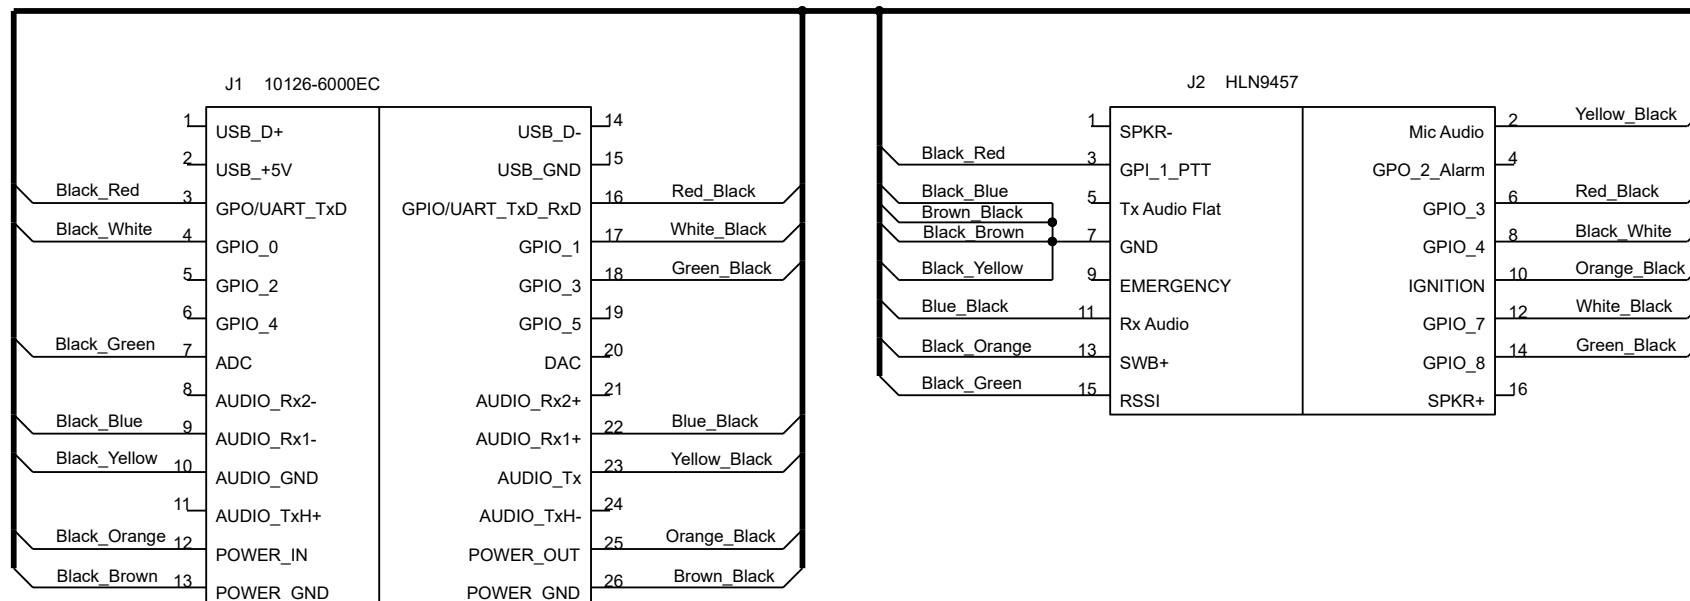 J1 10126-6000EC
1 USB_D+ USB_D- 14
2 USB_+5V USB_GND 15
Black_Red 3 GPO/UART_TxD GPIO/UART_TxD_RxD 16 Red_Black
Black_White 4 GPIO_0 GPIO_1 17 White_Black
5 GPIO_2 GPIO_3 18 Green_Black
6 GPIO_4 GPIO_5 19
Black_Green 7 ADC DAC 20
8 AUDIO_Rx2- AUDIO_Rx2+ 21
Black_Blue 9 AUDIO_Rx1- AUDIO_Rx1+ 22 Blue_Black
Black_Yellow 10 AUDIO_GND AUDIO_Tx 23 Yellow_Black
11 AUDIO_TxH+ AUDIO_TxH- 24
Black_Orange 12 POWER_IN POWER_OUT 25 Orange_Black
Black_Brown 13 POWER_GND POWER_GND 26 Brown_Black
J2 HLN9457
1 SPKR- Mic Audio 2 Yellow_Black
Black_Red 3 GPI_1_PTT GPO_2_Alarm 4
Black_Blue 5 Tx Audio Flat GPIO_3 6 Red_Black
Brown_Black
Black_Brown 7 GND GPIO_4 8 Black_White
Black_Yellow 9 EMERGENCY IGNITION 10 Orange_Black
Blue_Black 11 Rx Audio GPIO_7 12 White_Black
Black_Orange 13 SWB+ GPIO_8 14 Green_Black
Black_Green 15 RSSI SPKR+ 16